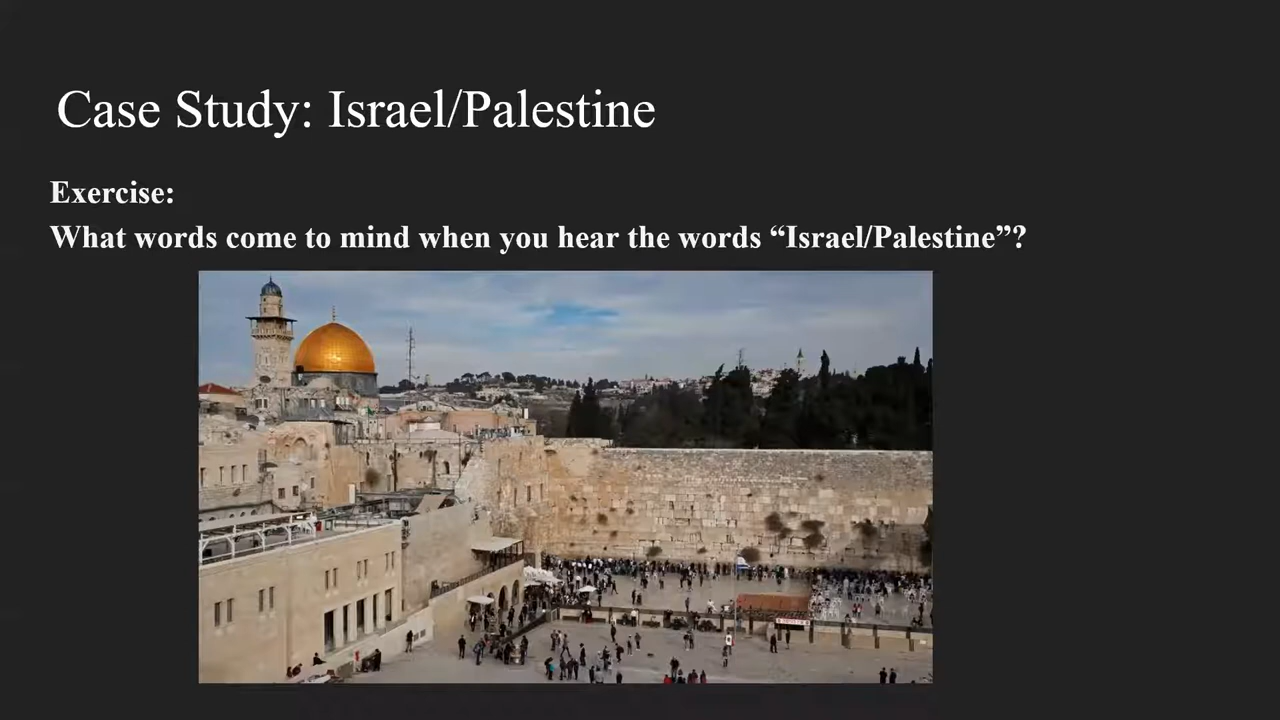 Case Study: Israel/Palestine
Exercise:
What words come to mind when you hear the words “Israel/Palestine”?